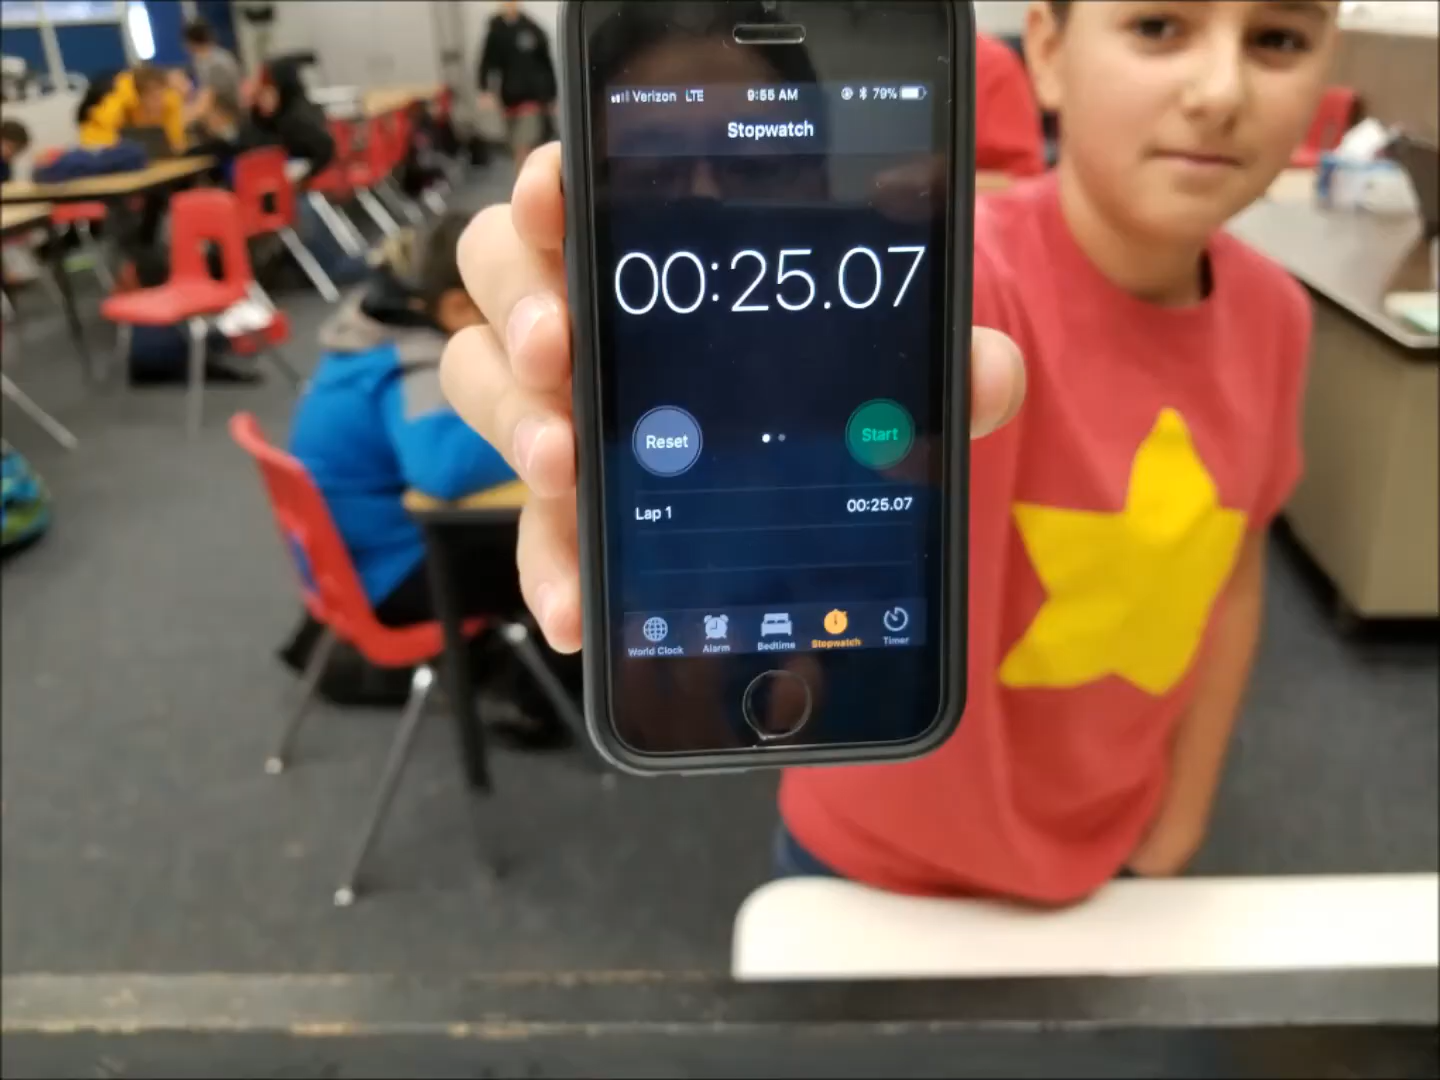 Verizon LTE 9:55 AM 79%
Stopwatch
00:25.07
Reset Start
Lap 1 00:25.07
World Clock Alarm Bedtime Stopwatch Timer